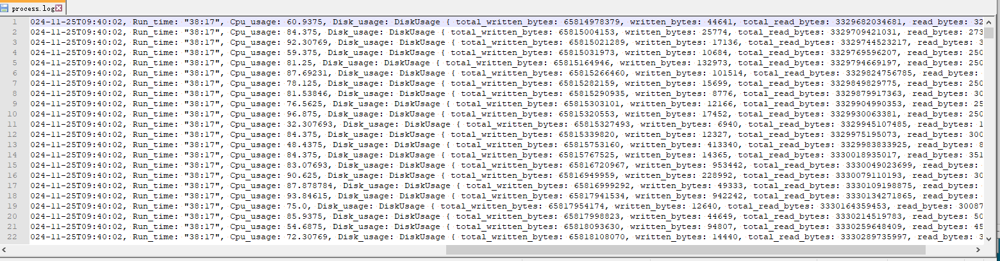 process.log
1 024-11-25T09:40:02, Run_time: "38:17", Cpu_usage: 60.9375, Disk_usage: DiskUsage { total_written_bytes: 65814978379, written_bytes: 44641, total_read_bytes: 3329682034681, read_bytes: 32
2 024-11-25T09:40:02, Run_time: "38:17", Cpu_usage: 84.375, Disk_usage: DiskUsage { total_written_bytes: 65815004153, written_bytes: 25774, total_read_bytes: 3329709421031, read_bytes: 273
3 024-11-25T09:40:02, Run_time: "38:17", Cpu_usage: 92.30769, Disk_usage: DiskUsage { total_written_bytes: 65815021289, written_bytes: 17136, total_read_bytes: 3329744523217, read_bytes: 3
4 024-11-25T09:40:02, Run_time: "38:17", Cpu_usage: 59.375, Disk_usage: DiskUsage { total_written_bytes: 65815031973, written_bytes: 10684, total_read_bytes: 3329769596207, read_bytes: 250
5 024-11-25T09:40:02, Run_time: "38:17", Cpu_usage: 81.25, Disk_usage: DiskUsage { total_written_bytes: 65815164946, written_bytes: 132973, total_read_bytes: 3329794669197, read_bytes: 250
6 024-11-25T09:40:02, Run_time: "38:17", Cpu_usage: 87.69231, Disk_usage: DiskUsage { total_written_bytes: 65815266460, written_bytes: 101514, total_read_bytes: 3329824756785, read_bytes:
7 024-11-25T09:40:02, Run_time: "38:17", Cpu_usage: 78.125, Disk_usage: DiskUsage { total_written_bytes: 65815282159, written_bytes: 15699, total_read_bytes: 3329849829775, read_bytes: 250
8 024-11-25T09:40:02, Run_time: "38:17", Cpu_usage: 81.53846, Disk_usage: DiskUsage { total_written_bytes: 65815290935, written_bytes: 8776, total_read_bytes: 3329879917363, read_bytes: 30
9 024-11-25T09:40:02, Run_time: "38:17", Cpu_usage: 76.5625, Disk_usage: DiskUsage { total_written_bytes: 65815303101, written_bytes: 12166, total_read_bytes: 3329904990353, read_bytes: 25
10 024-11-25T09:40:02, Run_time: "38:17", Cpu_usage: 96.875, Disk_usage: DiskUsage { total_written_bytes: 65815320553, written_bytes: 17452, total_read_bytes: 3329930063381, read_bytes: 250
11 024-11-25T09:40:02, Run_time: "38:17", Cpu_usage: 32.307693, Disk_usage: DiskUsage { total_written_bytes: 65815327493, written_bytes: 6940, total_read_bytes: 3329945107485, read_bytes: 1
12 024-11-25T09:40:02, Run_time: "38:17", Cpu_usage: 84.375, Disk_usage: DiskUsage { total_written_bytes: 65815339820, written_bytes: 12327, total_read_bytes: 3329975195073, read_bytes: 300
13 024-11-25T09:40:02, Run_time: "38:17", Cpu_usage: 48.4375, Disk_usage: DiskUsage { total_written_bytes: 65815753160, written_bytes: 413340, total_read_bytes: 3329983833925, read_bytes: 8
14 024-11-25T09:40:02, Run_time: "38:17", Cpu_usage: 84.375, Disk_usage: DiskUsage { total_written_bytes: 65815767525, written_bytes: 14365, total_read_bytes: 3330018935017, read_bytes: 351
15 024-11-25T09:40:02, Run_time: "38:17", Cpu_usage: 83.07693, Disk_usage: DiskUsage { total_written_bytes: 65816720967, written_bytes: 953442, total_read_bytes: 3330049023699, read_bytes:
16 024-11-25T09:40:02, Run_time: "38:17", Cpu_usage: 90.625, Disk_usage: DiskUsage { total_written_bytes: 65816949959, written_bytes: 228992, total_read_bytes: 3330079110193, read_bytes: 30
17 024-11-25T09:40:02, Run_time: "38:17", Cpu_usage: 87.878784, Disk_usage: DiskUsage { total_written_bytes: 65816999292, written_bytes: 49333, total_read_bytes: 3330109198875, read_bytes: 3
18 024-11-25T09:40:02, Run_time: "38:17", Cpu_usage: 93.84615, Disk_usage: DiskUsage { total_written_bytes: 65817941534, written_bytes: 942242, total_read_bytes: 3330134271865, read_bytes:
19 024-11-25T09:40:02, Run_time: "38:17", Cpu_usage: 75.0, Disk_usage: DiskUsage { total_written_bytes: 65817954174, written_bytes: 12640, total_read_bytes: 3330164359453, read_bytes: 30087
20 024-11-25T09:40:02, Run_time: "38:17", Cpu_usage: 85.9375, Disk_usage: DiskUsage { total_written_bytes: 65817998823, written_bytes: 44649, total_read_bytes: 3330214519783, read_bytes: 50
21 024-11-25T09:40:02, Run_time: "38:17", Cpu_usage: 54.6875, Disk_usage: DiskUsage { total_written_bytes: 65818093630, written_bytes: 94807, total_read_bytes: 3330259648409, read_bytes: 45
22 024-11-25T09:40:02, Run_time: "38:17", Cpu_usage: 72.30769, Disk_usage: DiskUsage { total_written_bytes: 65818108070, written_bytes: 14440, total_read_bytes: 3330289735997, read_bytes: 3